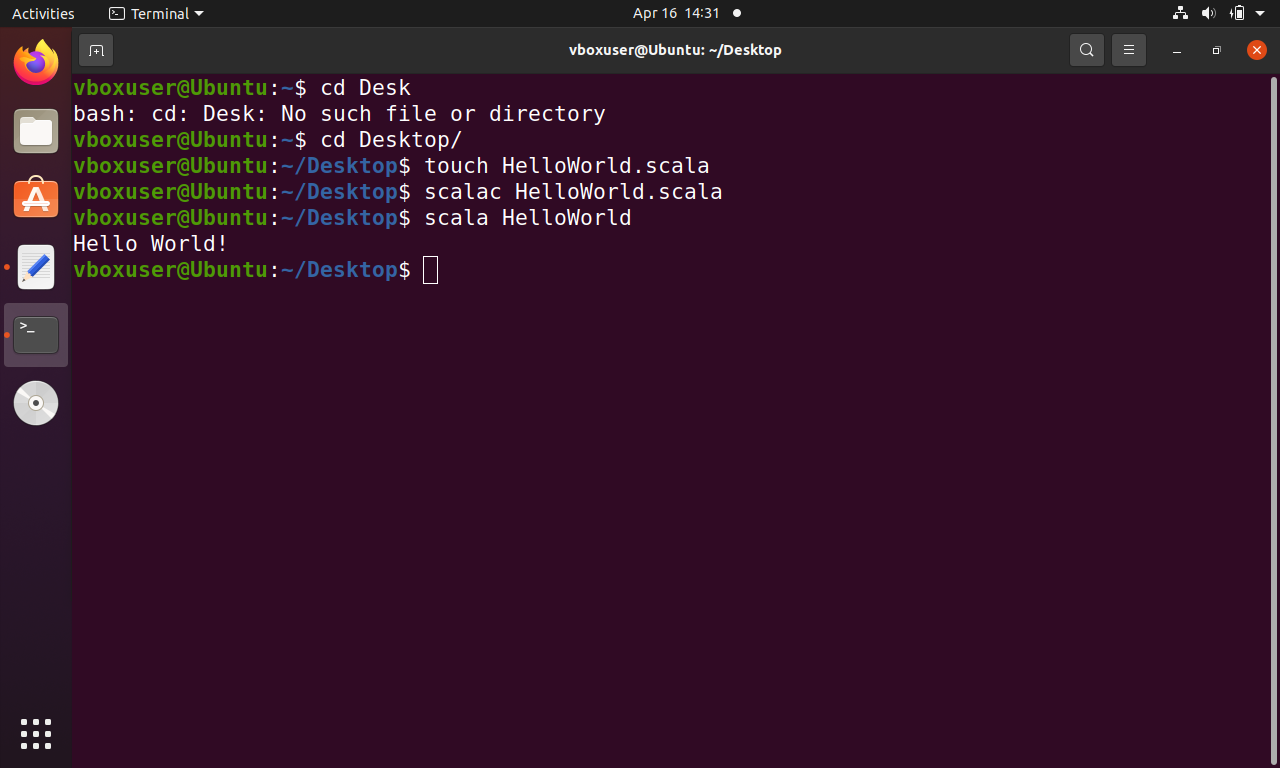 Activities Terminal Apr 16 14:31
vboxuser@Ubuntu: ~/Desktop
vboxuser@Ubuntu:~$ cd Desk
bash: cd: Desk: No such file or directory
vboxuser@Ubuntu:~$ cd Desktop/
vboxuser@Ubuntu:~/Desktop$ touch HelloWorld.scala
vboxuser@Ubuntu:~/Desktop$ scalac HelloWorld.scala
vboxuser@Ubuntu:~/Desktop$ scala HelloWorld
Hello World!
vboxuser@Ubuntu:~/Desktop$